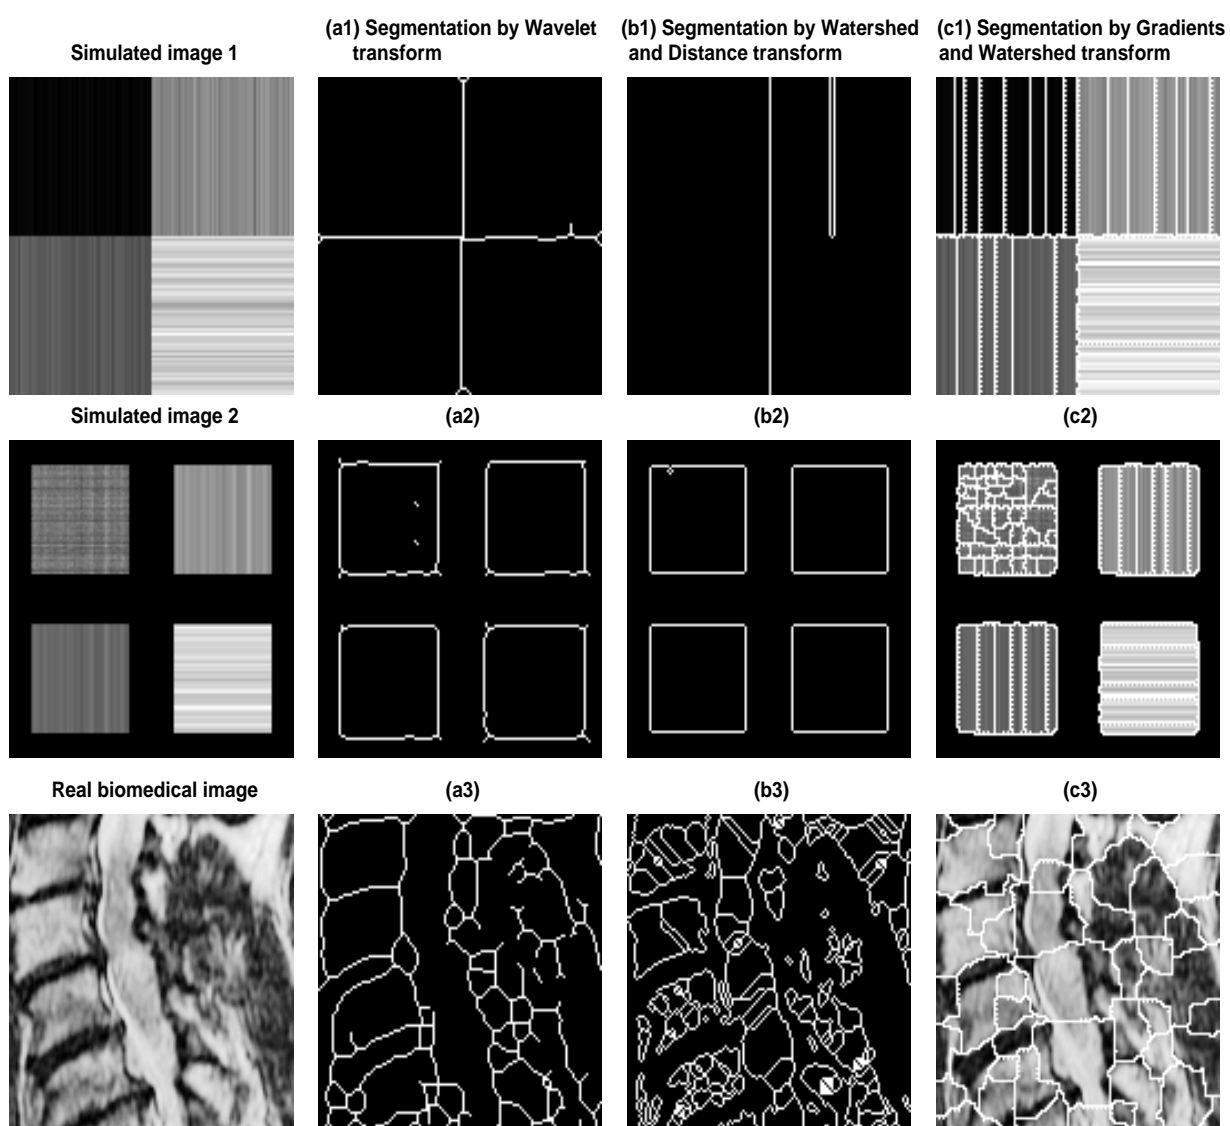 Simulated image 1
(a1) Segmentation by Wavelet
transform
(b1) Segmentation by Watershed
and Distance transform
(c1) Segmentation by Gradients
and Watershed transform
Simulated image 2
(a2)
(b2)
(c2)
Real biomedical image
(a3)
(b3)
(c3)